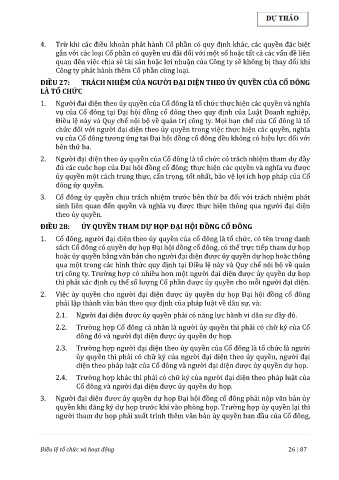 DỰ THẢO
4. Trừ khi các điều khoản phát hành Cổ phần có quy định khác, các quyền đặc biệt
gắn với các loại Cổ phần có quyền ưu đãi đối với một số hoặc tất cả các vấn đề liên
quan đến việc chia sẻ tài sản hoặc lợi nhuận của Công ty sẽ không bị thay đổi khi
Công ty phát hành thêm Cổ phần cùng loại.
ĐIỀU 27: TRÁCH NHIỆM CỦA NGƯỜI ĐẠI DIỆN THEO ỦY QUYỀN CỦA CỔ ĐÔNG
LÀ TỔ CHỨC
1. Người đại diện theo ủy quyền của Cổ đông là tổ chức thực hiện các quyền và nghĩa
vụ của Cổ đông tại Đại hội đồng cổ đông theo quy định của Luật Doanh nghiệp,
Điều lệ này và Quy chế nội bộ về quản trị công ty. Mọi hạn chế của Cổ đông là tổ
chức đối với người đại diện theo ủy quyền trong việc thực hiện các quyền, nghĩa
vụ của Cổ đông tương ứng tại Đại hội đồng cổ đông đều không có hiệu lực đối với
bên thứ ba.
2. Người đại diện theo ủy quyền của Cổ đông là tổ chức có trách nhiệm tham dự đầy
đủ các cuộc họp của Đại hội đồng cổ đông; thực hiện các quyền và nghĩa vụ được
ủy quyền một cách trung thực, cẩn trọng, tốt nhất, bảo vệ lợi ích hợp pháp của Cổ
đông ủy quyền.
3. Cổ đông ủy quyền chịu trách nhiệm trước bên thứ ba đối với trách nhiệm phát
sinh liên quan đến quyền và nghĩa vụ được thực hiện thông qua người đại diện
theo ủy quyền.
ĐIỀU 28: ỦY QUYỀN THAM DỰ HỌP ĐẠI HỘI ĐỒNG CỔ ĐÔNG
1. Cổ đông, người đại diện theo ủy quyền của cổ đông là tổ chức, có tên trong danh
sách Cổ đông có quyền dự họp Đại hội đồng cổ đông, có thể trực tiếp tham dự họp
hoặc ủy quyền bằng văn bản cho người đại diện được ủy quyền dự họp hoặc thông
qua một trong các hình thức quy định tại Điều lệ này và Quy chế nội bộ về quản
trị công ty. Trường hợp có nhiều hơn một người đại diện được ủy quyền dự họp
thì phải xác định cụ thể số lượng Cổ phần được ủy quyền cho mỗi người đại diện.
2. Việc ủy quyền cho người đại diện được ủy quyền dự họp Đại hội đồng cổ đông
phải lập thành văn bản theo quy định của pháp luật về dân sự, và:
2.1. Người đại diện được ủy quyền phải có năng lực hành vi dân sự đầy đủ.
2.2. Trường hợp Cổ đông cá nhân là người ủy quyền thì phải có chữ ký của Cổ
đông đó và người đại diện được ủy quyền dự họp.
2.3. Trường hợp người đại diện theo ủy quyền của Cổ đông là tổ chức là người
ủy quyền thì phải có chữ ký của người đại diện theo ủy quyền, người đại
diện theo pháp luật của Cổ đông và người đại diện được ủy quyền dự họp.
2.4. Trường hợp khác thì phải có chữ ký của người đại diện theo pháp luật của
Cổ đông và người đại diện được ủy quyền dự họp.
3. Người đại diện được ủy quyền dự họp Đại hội đồng cổ đông phải nộp văn bản ủy
quyền khi đăng ký dự họp trước khi vào phòng họp. Trường hợp ủy quyền lại thì
người tham dự họp phải xuất trình thêm văn bản ủy quyền ban đầu của Cổ đông,
Điều lệ tổ chức và hoạt động 26 | 87